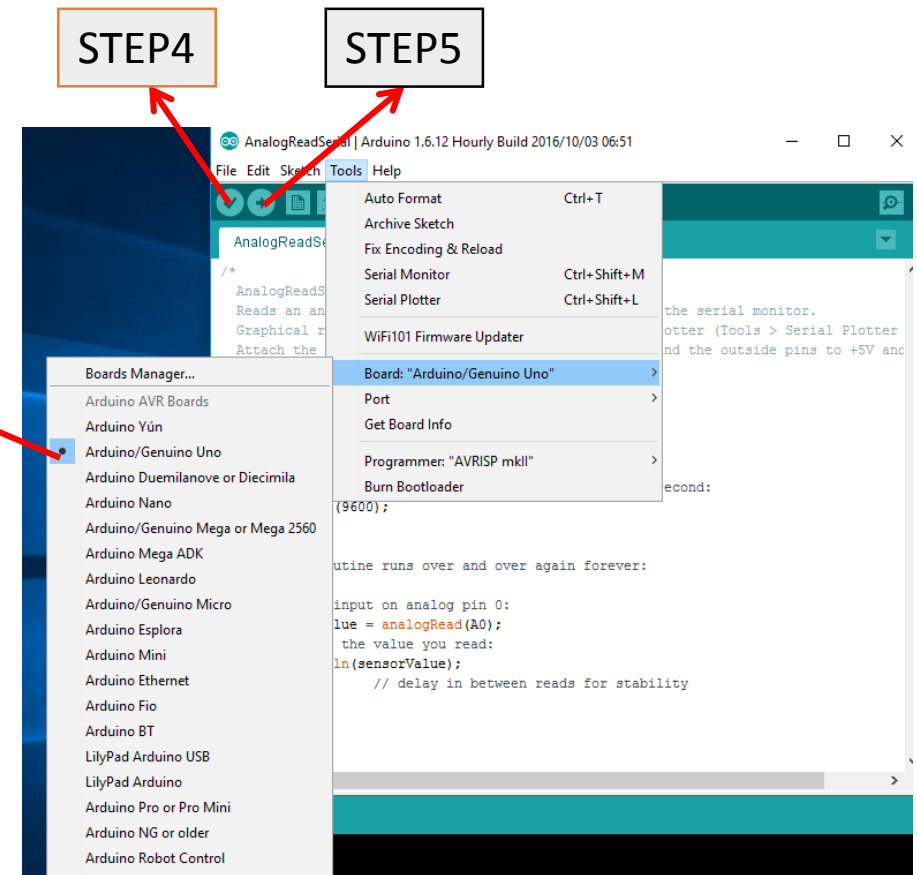 STEP4
STEP5
AnalogReadSerial | Arduino 1.6.12 Hourly Build 2016/10/03 06:51
File Edit Sketch Tools Help
AnalogReadSe
Auto Format Ctrl+T
Archive Sketch
Fix Encoding & Reload
Serial Monitor Ctrl+Shift+M
Serial Plotter Ctrl+Shift+L
WiFi101 Firmware Updater
Board: "Arduino/Genuino Uno"
Port
Get Board Info
Programmer: "AVRISP mkII"
Burn Bootloader
Boards Manager...
Arduino AVR Boards
Arduino Yún
Arduino/Genuino Uno
Arduino Duemilanove or Diecimila
Arduino Nano
Arduino/Genuino Mega or Mega 2560
Arduino Mega ADK
Arduino Leonardo
Arduino/Genuino Micro
Arduino Esplora
Arduino Mini
Arduino Ethernet
Arduino Fio
Arduino BT
LilyPad Arduino USB
LilyPad Arduino
Arduino Pro or Pro Mini
Arduino NG or older
Arduino Robot Control
/*
AnalogReadS
Reads an an the serial monitor.
Graphical r otter (Tools > Serial Plotter
Attach the nd the outside pins to +5V and
econd:
(9600);
utine runs over and over again forever:
input on analog pin 0:
lue = analogRead(A0);
the value you read:
ln(sensorValue);
// delay in between reads for stability